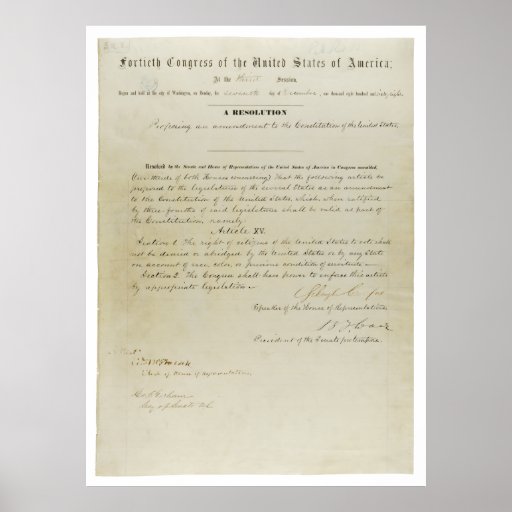 Fortieth Congress of the United States of America;
At the Third Session,
Begun and held at the city of Washington, on Monday, the seventh day of December, one thousand eight hundred and sixty-eight.
A RESOLUTION
Proposing an amendment to the Constitution of the United States.
Resolved by the Senate and House of Representatives of the United States of America in Congress assembled,
(two-thirds of both Houses concurring) That the following article be
proposed to the legislatures of the several States as an amendment
to the Constitution of the United States, which, when ratified
by three-fourths of said legislatures shall be valid as part of
the Constitution, namely:
Article XV.
Section 1. The right of citizens of the United States to vote shall
not be denied or abridged by the United States or by any State
on account of race, color, or previous condition of servitude—
Section 2. The Congress shall have power to enforce this article
by appropriate legislation—
Schuyler Colfax
Speaker of the House of Representatives.
B F Wade
President of the Senate pro tempore.
Attest
Clerk of House of Representatives
Geo. C. Gorham
Secy of Senate U.S.